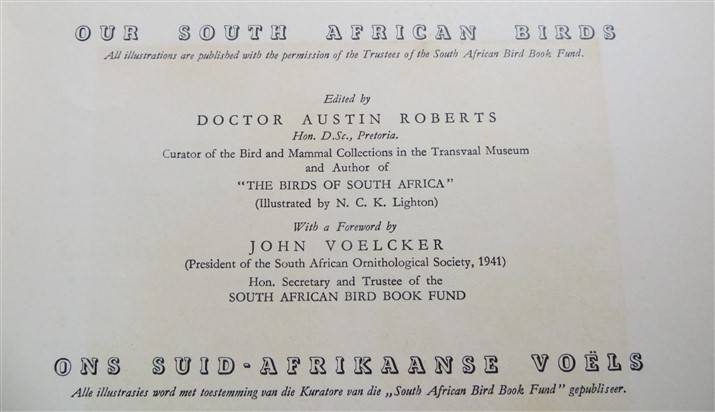 OUR SOUTH AFRICAN BIRDS
All illustrations are published with the permission of the Trustees of the South African Bird Book Fund.
Edited by
DOCTOR AUSTIN ROBERTS
Hon. D.Sc., Pretoria.
Curator of the Bird and Mammal Collections in the Transvaal Museum
and Author of
"THE BIRDS OF SOUTH AFRICA"
(Illustrated by N. C. K. Lighton)
With a Foreword by
JOHN VOELCKER
(President of the South African Ornithological Society, 1941)
Hon. Secretary and Trustee of the
SOUTH AFRICAN BIRD BOOK FUND
ONS SUID-AFRIKAANSE VOËLS
Alle illustrasies word met toestemming van die Kuratore van die „South African Bird Book Fund" gepubliseer.